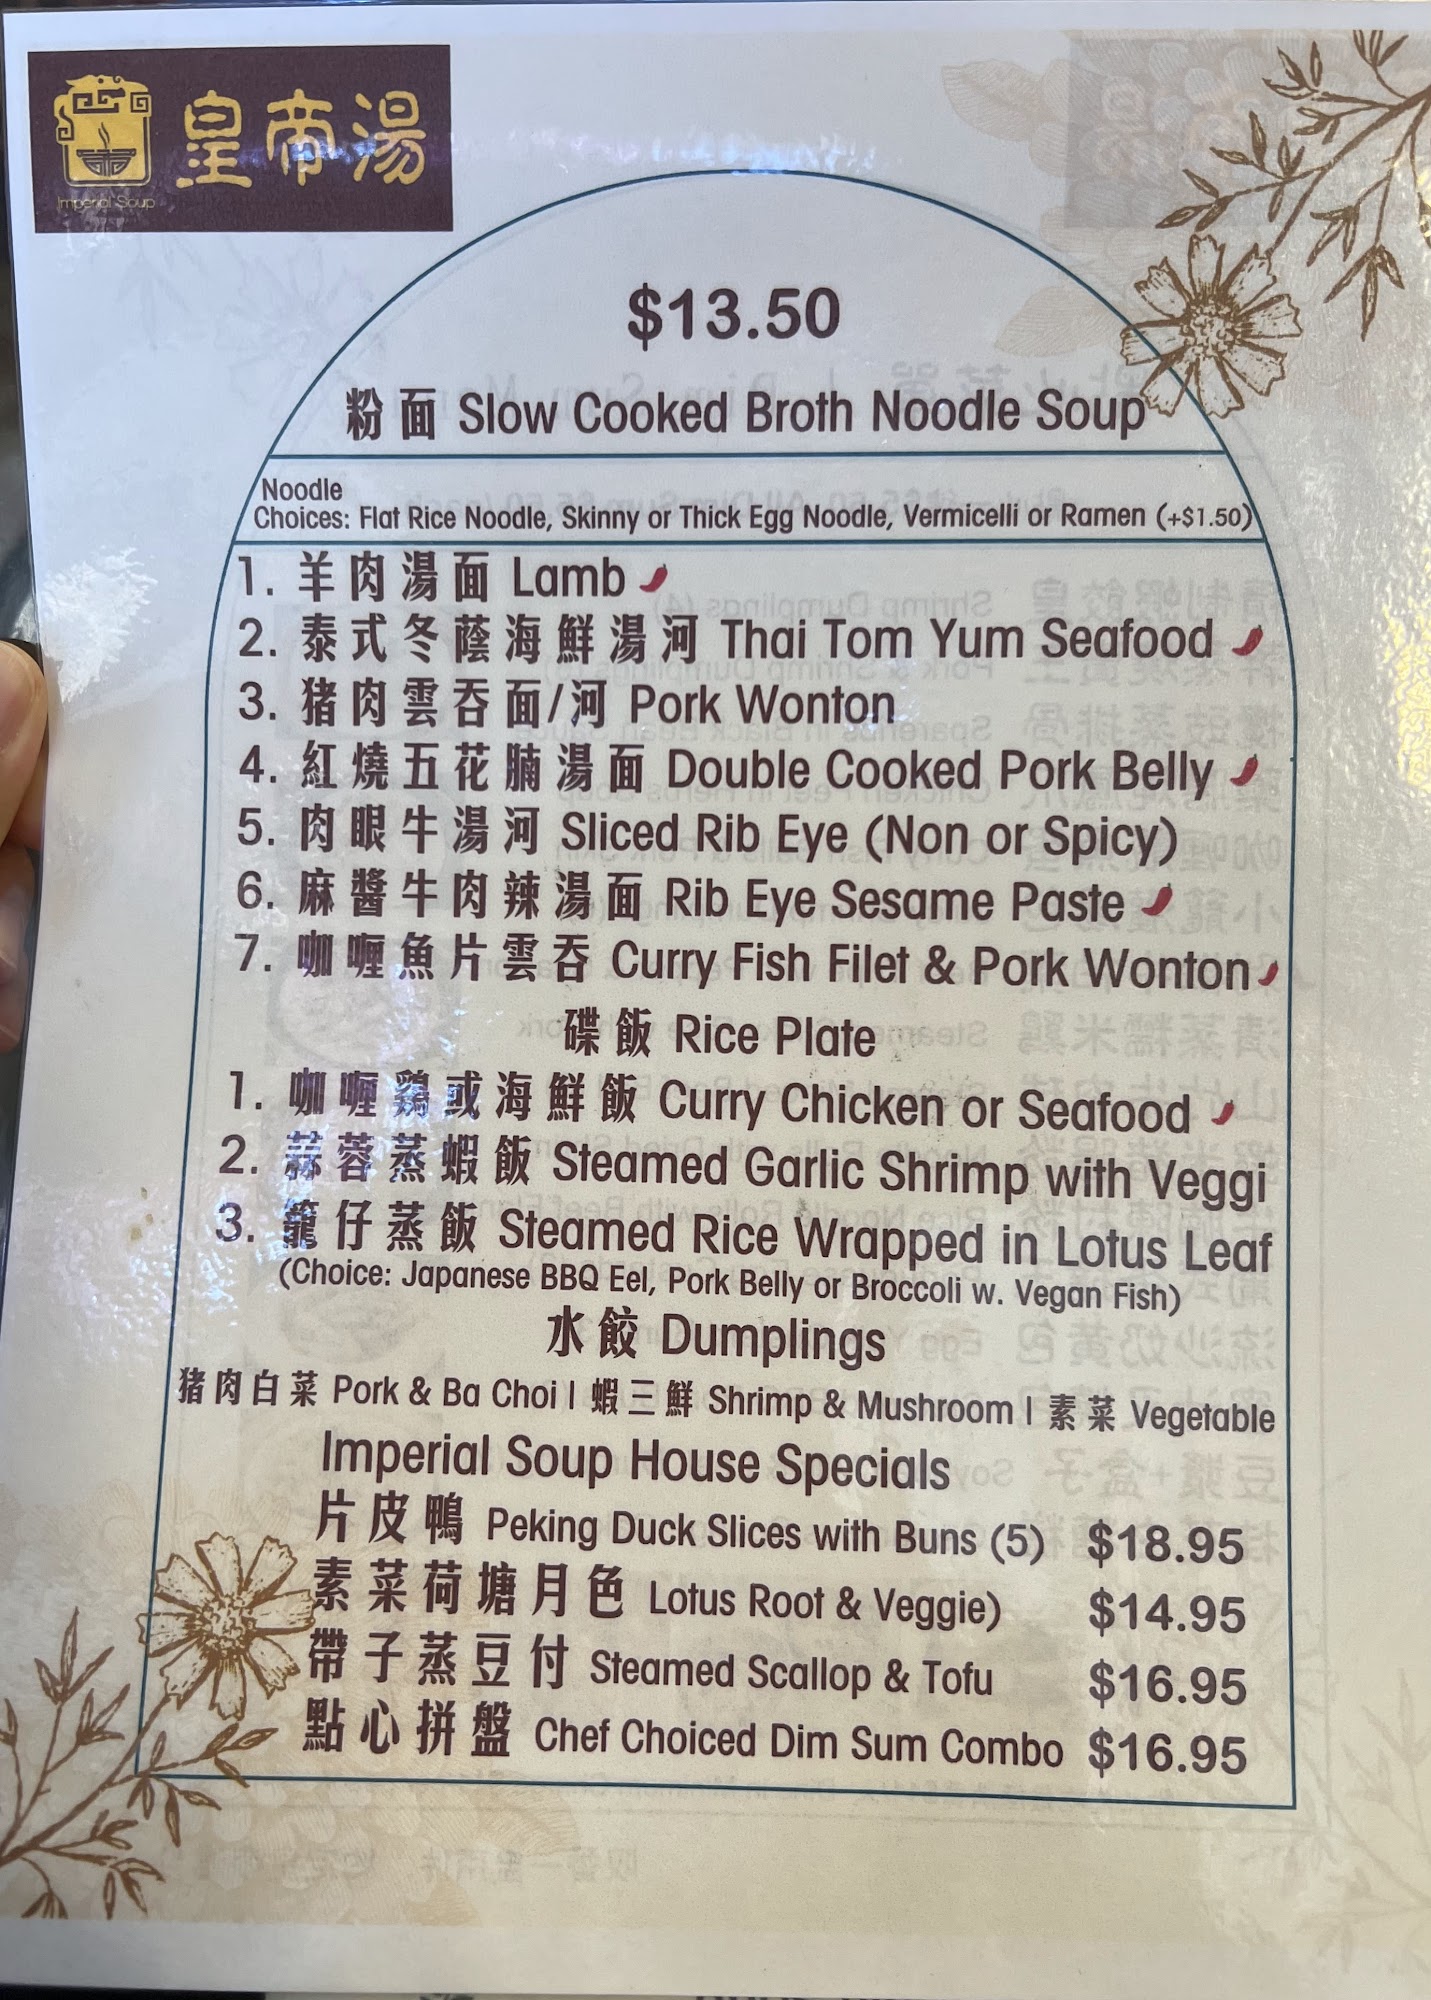 皇帝湯
Imperial Soup
$13.50
粉面 Slow Cooked Broth Noodle Soup
Noodle
Choices: Flat Rice Noodle, Skinny or Thick Egg Noodle, Vermicelli or Ramen (+$1.50)
1. 羊肉湯面 Lamb
2. 泰式冬蔭海鮮湯河 Thai Tom Yum Seafood
3. 猪肉雲吞面/河 Pork Wonton
4. 紅燒五花腩湯面 Double Cooked Pork Belly
5. 肉眼牛湯河 Sliced Rib Eye (Non or Spicy)
6. 麻醬牛肉辣湯面 Rib Eye Sesame Paste
7. 咖喱魚片雲吞 Curry Fish Filet & Pork Wonton
碟飯 Rice Plate
1. 咖喱鶏或海鮮飯 Curry Chicken or Seafood
2. 蒜蓉蒸蝦飯 Steamed Garlic Shrimp with Veggi
3. 籠仔蒸飯 Steamed Rice Wrapped in Lotus Leaf
(Choice: Japanese BBQ Eel, Pork Belly or Broccoli w. Vegan Fish)
水餃 Dumplings
猪肉白菜 Pork & Ba Choi | 蝦三鮮 Shrimp & Mushroom | 素菜 Vegetable
Imperial Soup House Specials
片皮鴨 Peking Duck Slices with Buns (5) $18.95
素菜荷塘月色 Lotus Root & Veggie) $14.95
帶子蒸豆付 Steamed Scallop & Tofu $16.95
點心拼盤 Chef Choiced Dim Sum Combo $16.95